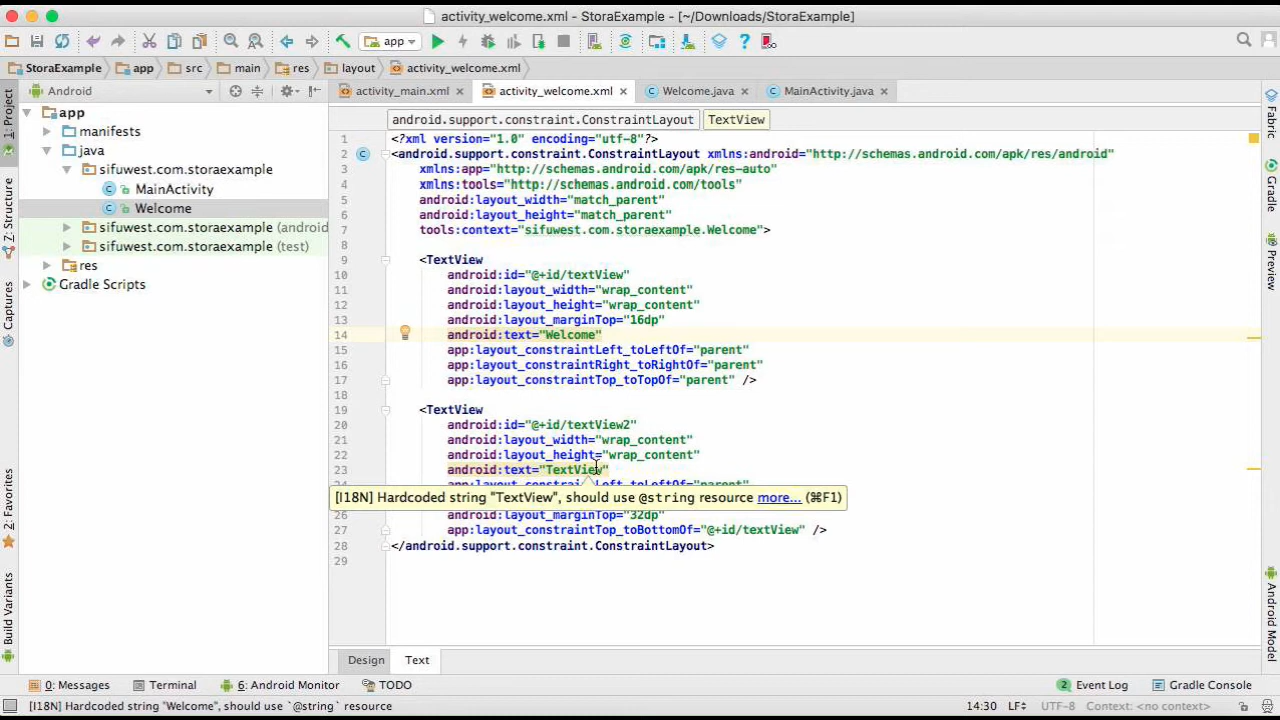 activity_welcome.xml - StoraExample - [~/Downloads/StoraExample]
app
StoraExample app src main res layout activity_welcome.xml
Android
activity_main.xml activity_welcome.xml Welcome.java MainActivity.java
1: Project
Z: Structure
Captures
2: Favorites
Build Variants
app
manifests
java
sifuwest.com.storaexample
MainActivity
Welcome
sifuwest.com.storaexample (android
sifuwest.com.storaexample (test)
res
Gradle Scripts
android.support.constraint.ConstraintLayout TextView
1 <?xml version="1.0" encoding="utf-8"?>
2 <android.support.constraint.ConstraintLayout xmlns:android="http://schemas.android.com/apk/res/android"
3 xmlns:app="http://schemas.android.com/apk/res-auto"
4 xmlns:tools="http://schemas.android.com/tools"
5 android:layout_width="match_parent"
6 android:layout_height="match_parent"
7 tools:context="sifuwest.com.storaexample.Welcome">
8
9 <TextView
10 android:id="@+id/textView"
11 android:layout_width="wrap_content"
12 android:layout_height="wrap_content"
13 android:layout_marginTop="16dp"
14 android:text="Welcome"
15 app:layout_constraintLeft_toLeftOf="parent"
16 app:layout_constraintRight_toRightOf="parent"
17 app:layout_constraintTop_toTopOf="parent" />
18
19 <TextView
20 android:id="@+id/textView2"
21 android:layout_width="wrap_content"
22 android:layout_height="wrap_content"
23 android:text="TextView"
[I18N] Hardcoded string "TextView", should use @string resource more... (⌘F1)
26 android:layout_marginTop="32dp"
27 app:layout_constraintTop_toBottomOf="@+id/textView" />
28 </android.support.constraint.ConstraintLayout>
29
Fabric
Gradle
Preview
Android Model
Design Text
0: Messages Terminal 6: Android Monitor TODO 2 Event Log Gradle Console
[I18N] Hardcoded string "Welcome", should use `@string` resource 14:30 LF UTF-8 Context: <no context>